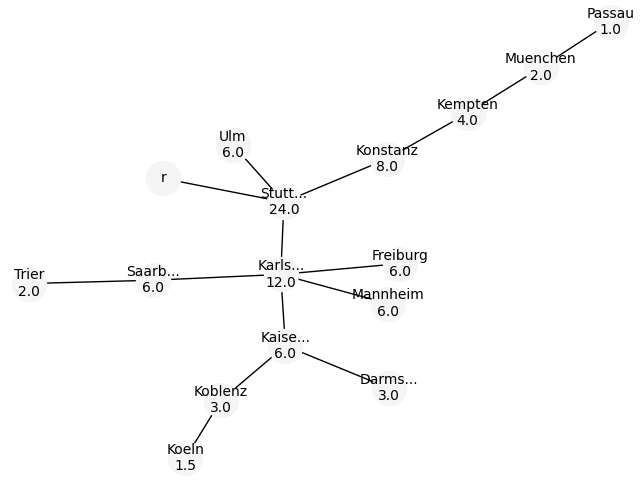 Passau
1.0
Muenchen
2.0
Kempten
4.0
Ulm
6.0
Konstanz
8.0
r
Stutt...
24.0
Freiburg
6.0
Karls...
12.0
Saarb...
6.0
Trier
2.0
Mannheim
6.0
Kaise...
6.0
Darms...
3.0
Koblenz
3.0
Koeln
1.5